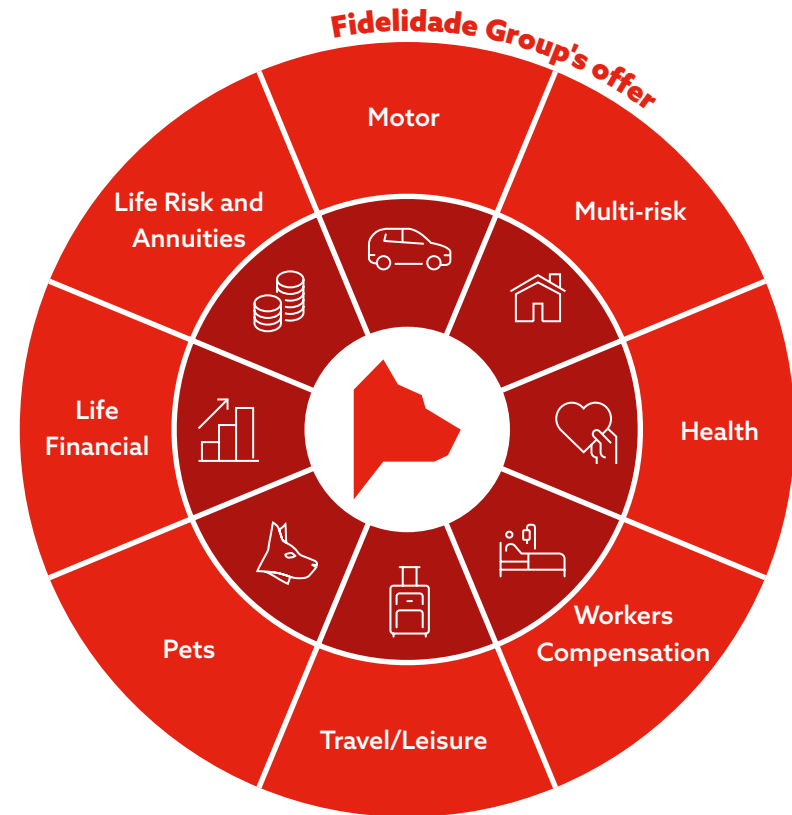 Fidelidade Group's offer
Motor
Multi-risk
Health
Workers
Compensation
Travel/Leisure
Pets
Life
Financial
Life Risk and
Annuities